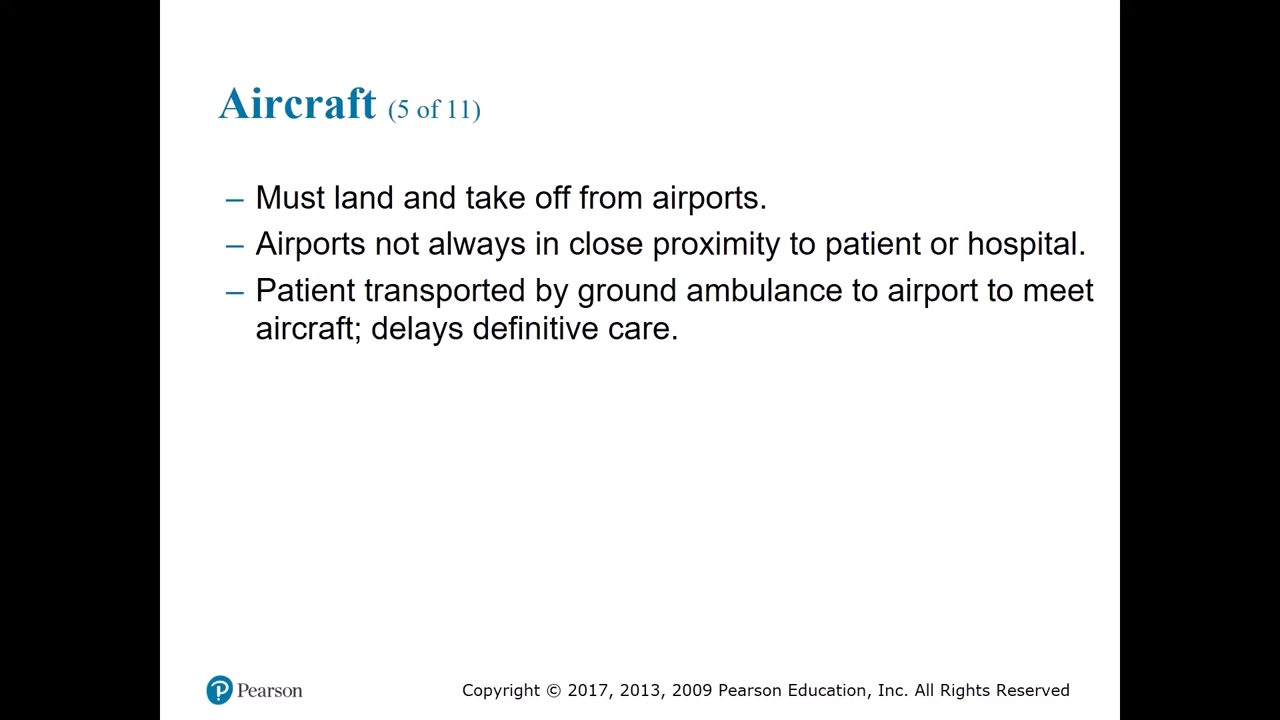 Aircraft (5 of 11)
– Must land and take off from airports.
– Airports not always in close proximity to patient or hospital.
– Patient transported by ground ambulance to airport to meet
aircraft; delays definitive care.
Pearson
Copyright © 2017, 2013, 2009 Pearson Education, Inc. All Rights Reserved